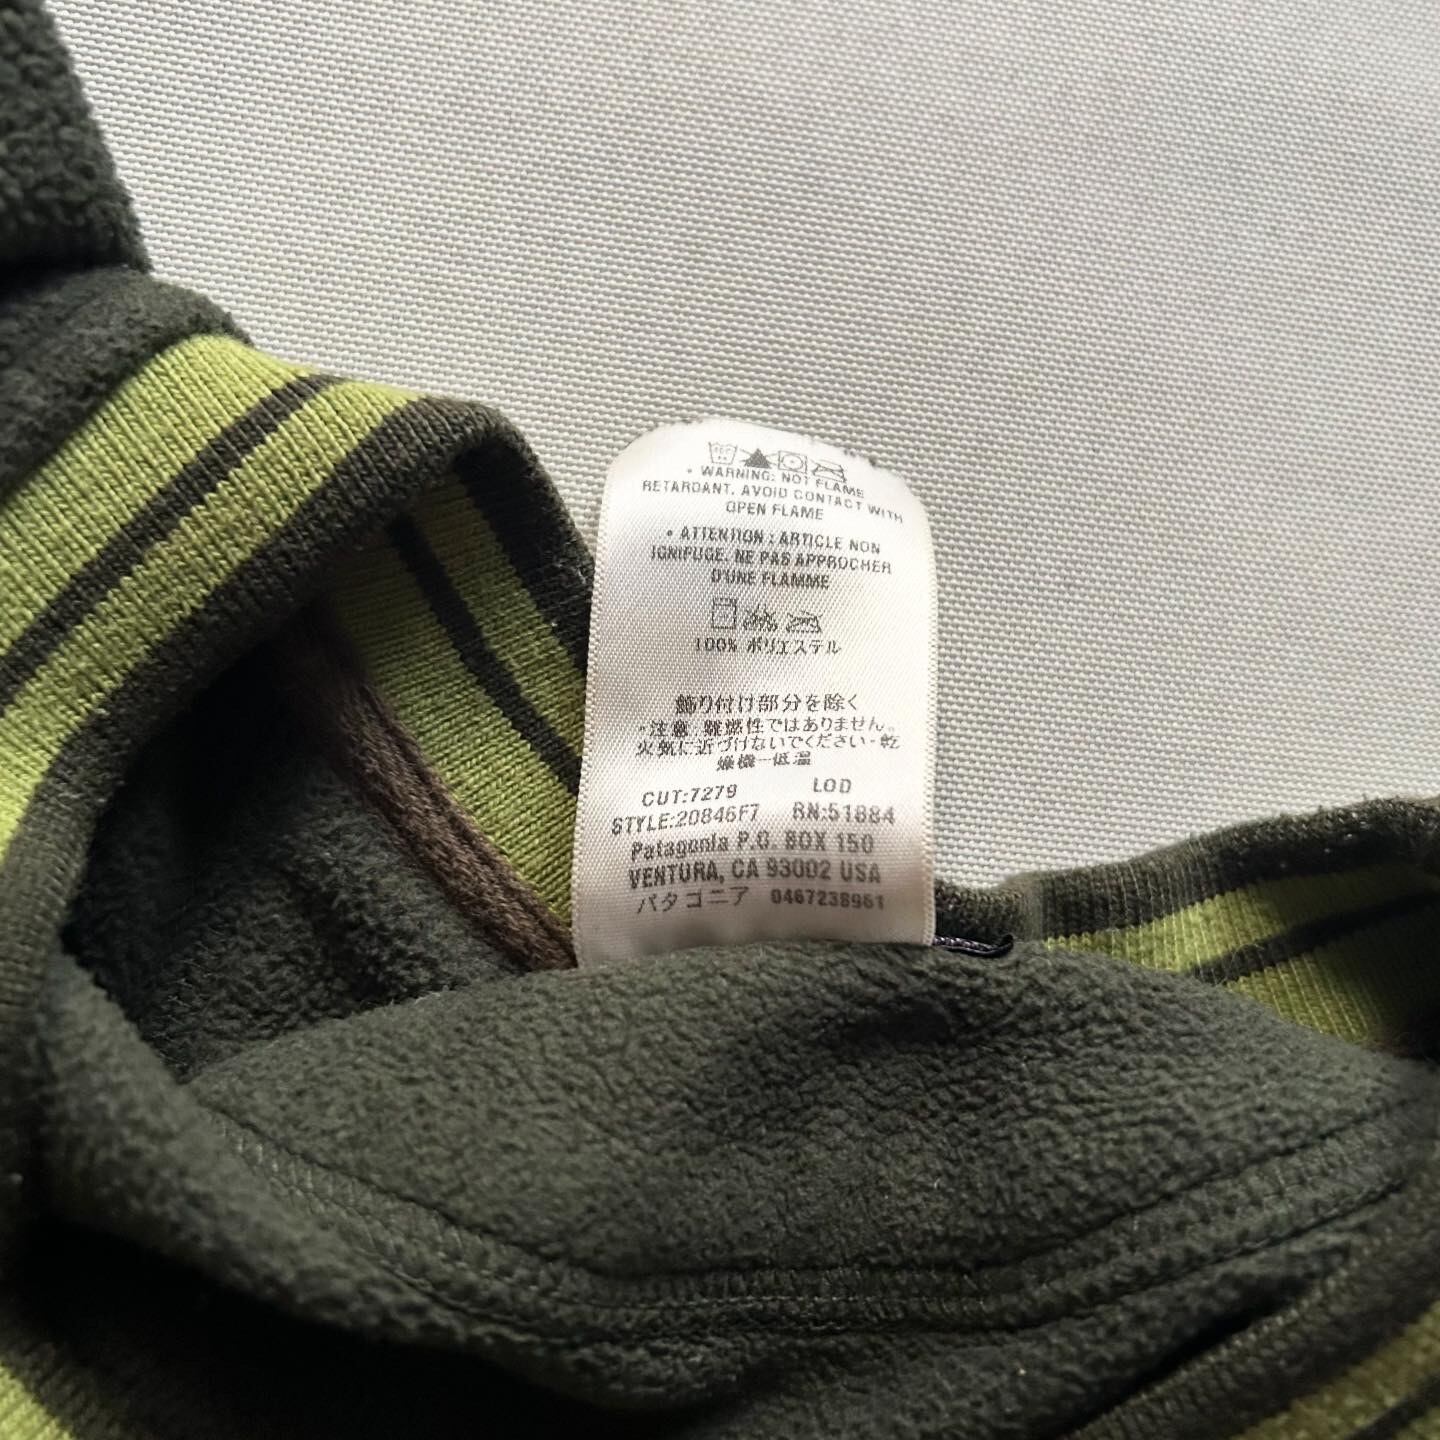 • WARNING: NOT FLAME
RETARDANT. AVOID CONTACT WITH
OPEN FLAME
• ATTENTION : ARTICLE NON
IGNIFUGE. NE PAS APPROCHER
D'UNE FLAMME
100% ポリエステル
飾り付け部分を除く
・注意:難燃性ではありません。
火気に近づけないでください・乾
燥機―低温
CUT:7279 LOD
STYLE:20846F7 RN:51884
Patagonia P.O. BOX 150
VENTURA, CA 93002 USA
パタゴニア 0467238961